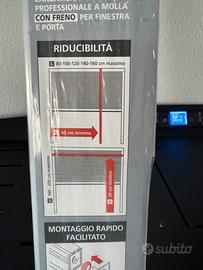 PROFESSIONALE A MOLLA
CON FRENO PER FINESTRA
E PORTA
RIDUCIBILITÀ
L 80-100-120-140-160 cm massimo
65 cm minimo
MONTAGGIO RAPIDO
FACILITATO
subito